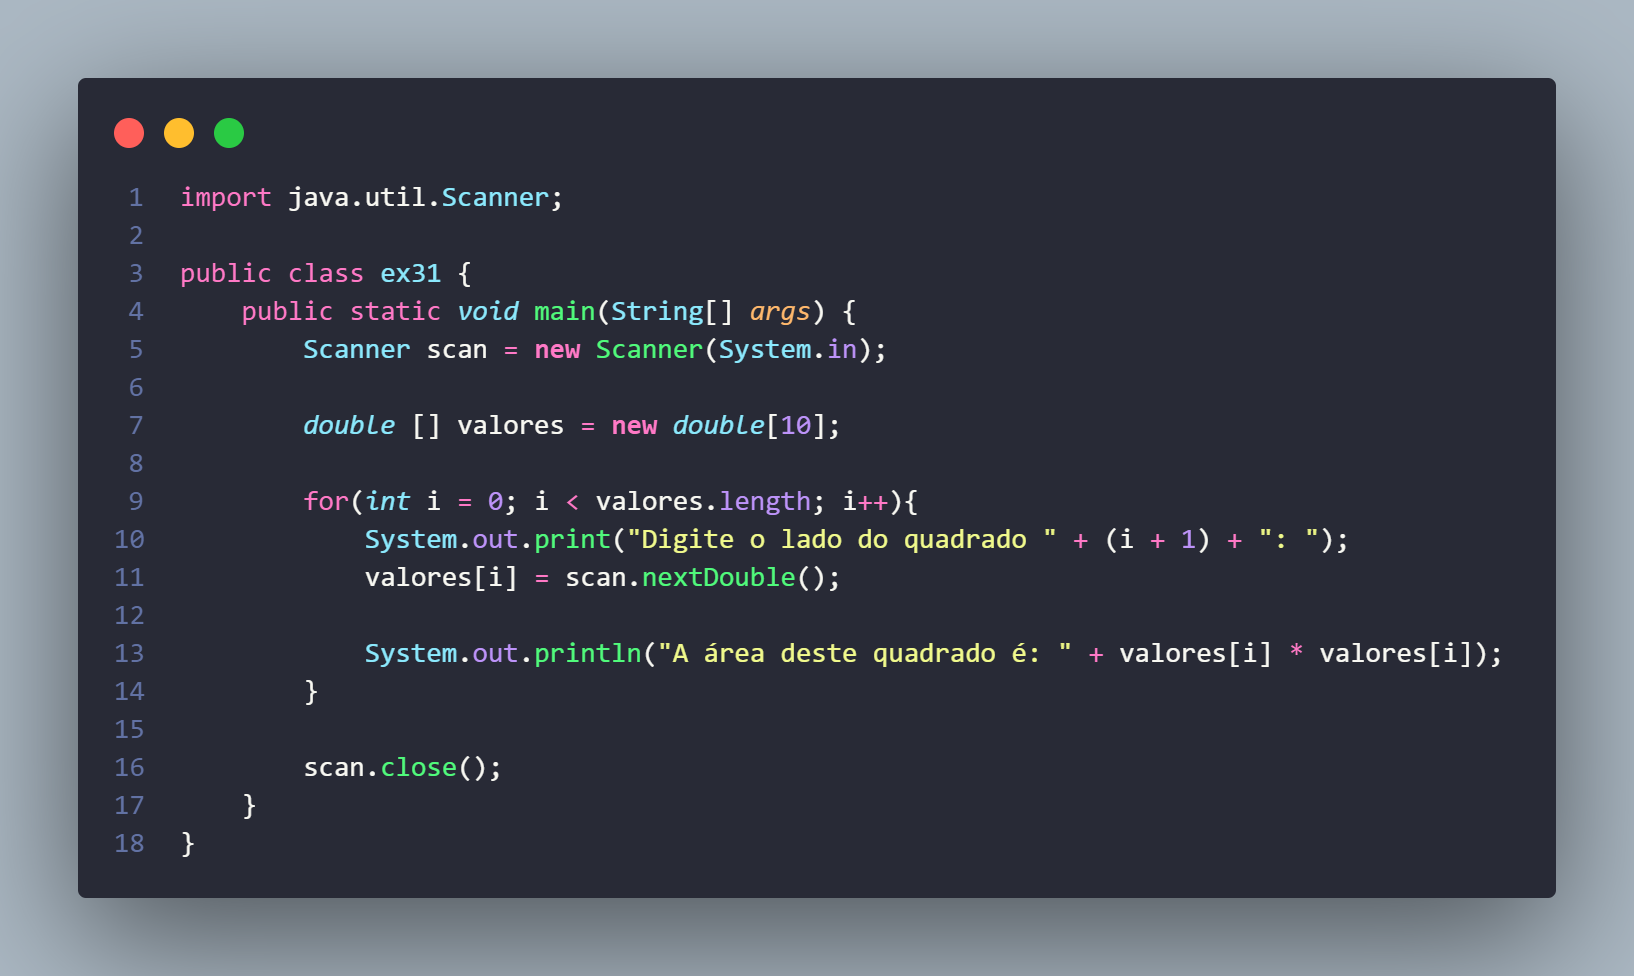 1 import java.util.Scanner;
2
3 public class ex31 {
4     public static void main(String[] args) {
5         Scanner scan = new Scanner(System.in);
6
7         double [] valores = new double[10];
8
9         for(int i = 0; i < valores.length; i++){
10             System.out.print("Digite o lado do quadrado " + (i + 1) + ": ");
11             valores[i] = scan.nextDouble();
12
13             System.out.println("A área deste quadrado é: " + valores[i] * valores[i]);
14         }
15
16         scan.close();
17     }
18 }